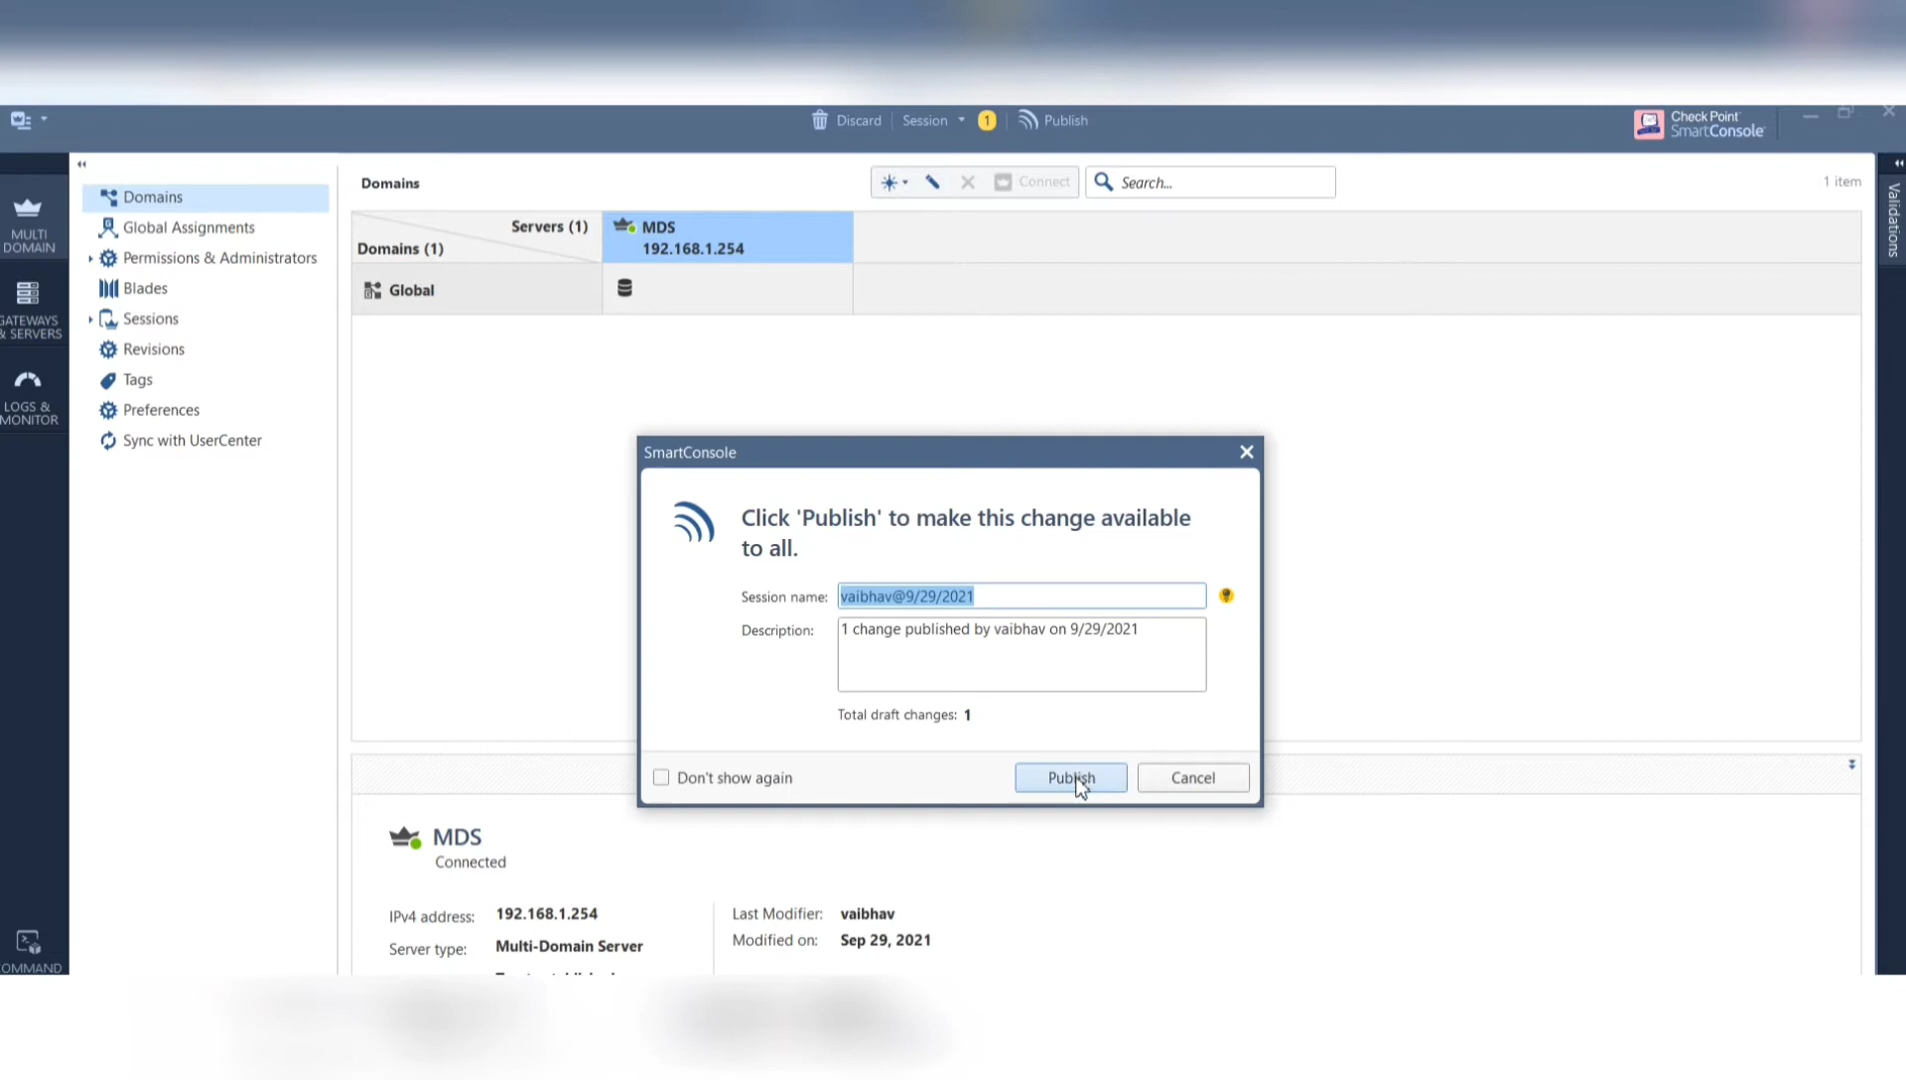 Discard Session 1 Publish
Check Point
SmartConsole
MULTI
DOMAIN
GATEWAYS
& SERVERS
LOGS &
MONITOR
COMMAND
Domains
Global Assignments
Permissions & Administrators
Blades
Sessions
Revisions
Tags
Preferences
Sync with UserCenter
Domains
Connect
Search...
1 item
Validations
Servers (1)
Domains (1)
MDS
192.168.1.254
Global
SmartConsole
Click 'Publish' to make this change available
to all.
Session name: vaibhav@9/29/2021
Description: 1 change published by vaibhav on 9/29/2021
Total draft changes: 1
Don't show again
Publish
Cancel
MDS
Connected
IPv4 address: 192.168.1.254
Server type: Multi-Domain Server
Last Modifier: vaibhav
Modified on: Sep 29, 2021